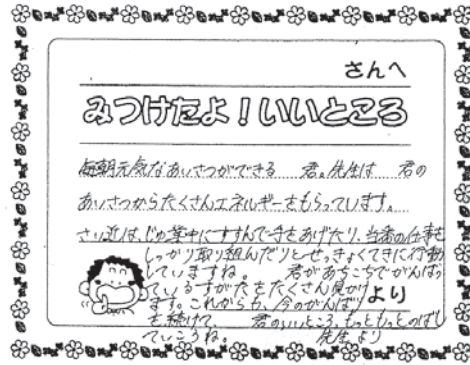 さんへ
みつけたよ!いいところ
毎朝元気なあいさつができる 君。先生は 君の
あいさつからたくさんエネルギーをもらっています。
さい近は、じゅ業中にすすんで手をあげたり、当番の仕事を
しっかり取り組んだりとせっきょくてきに行動
していますね。 君があちこちでがんばっ
ているすがたをたくさん見かけ
ます。これからも、今のがんばり
より
を続けて、 君のいいところ、もっともっとのばし
ていこうね。 先生より